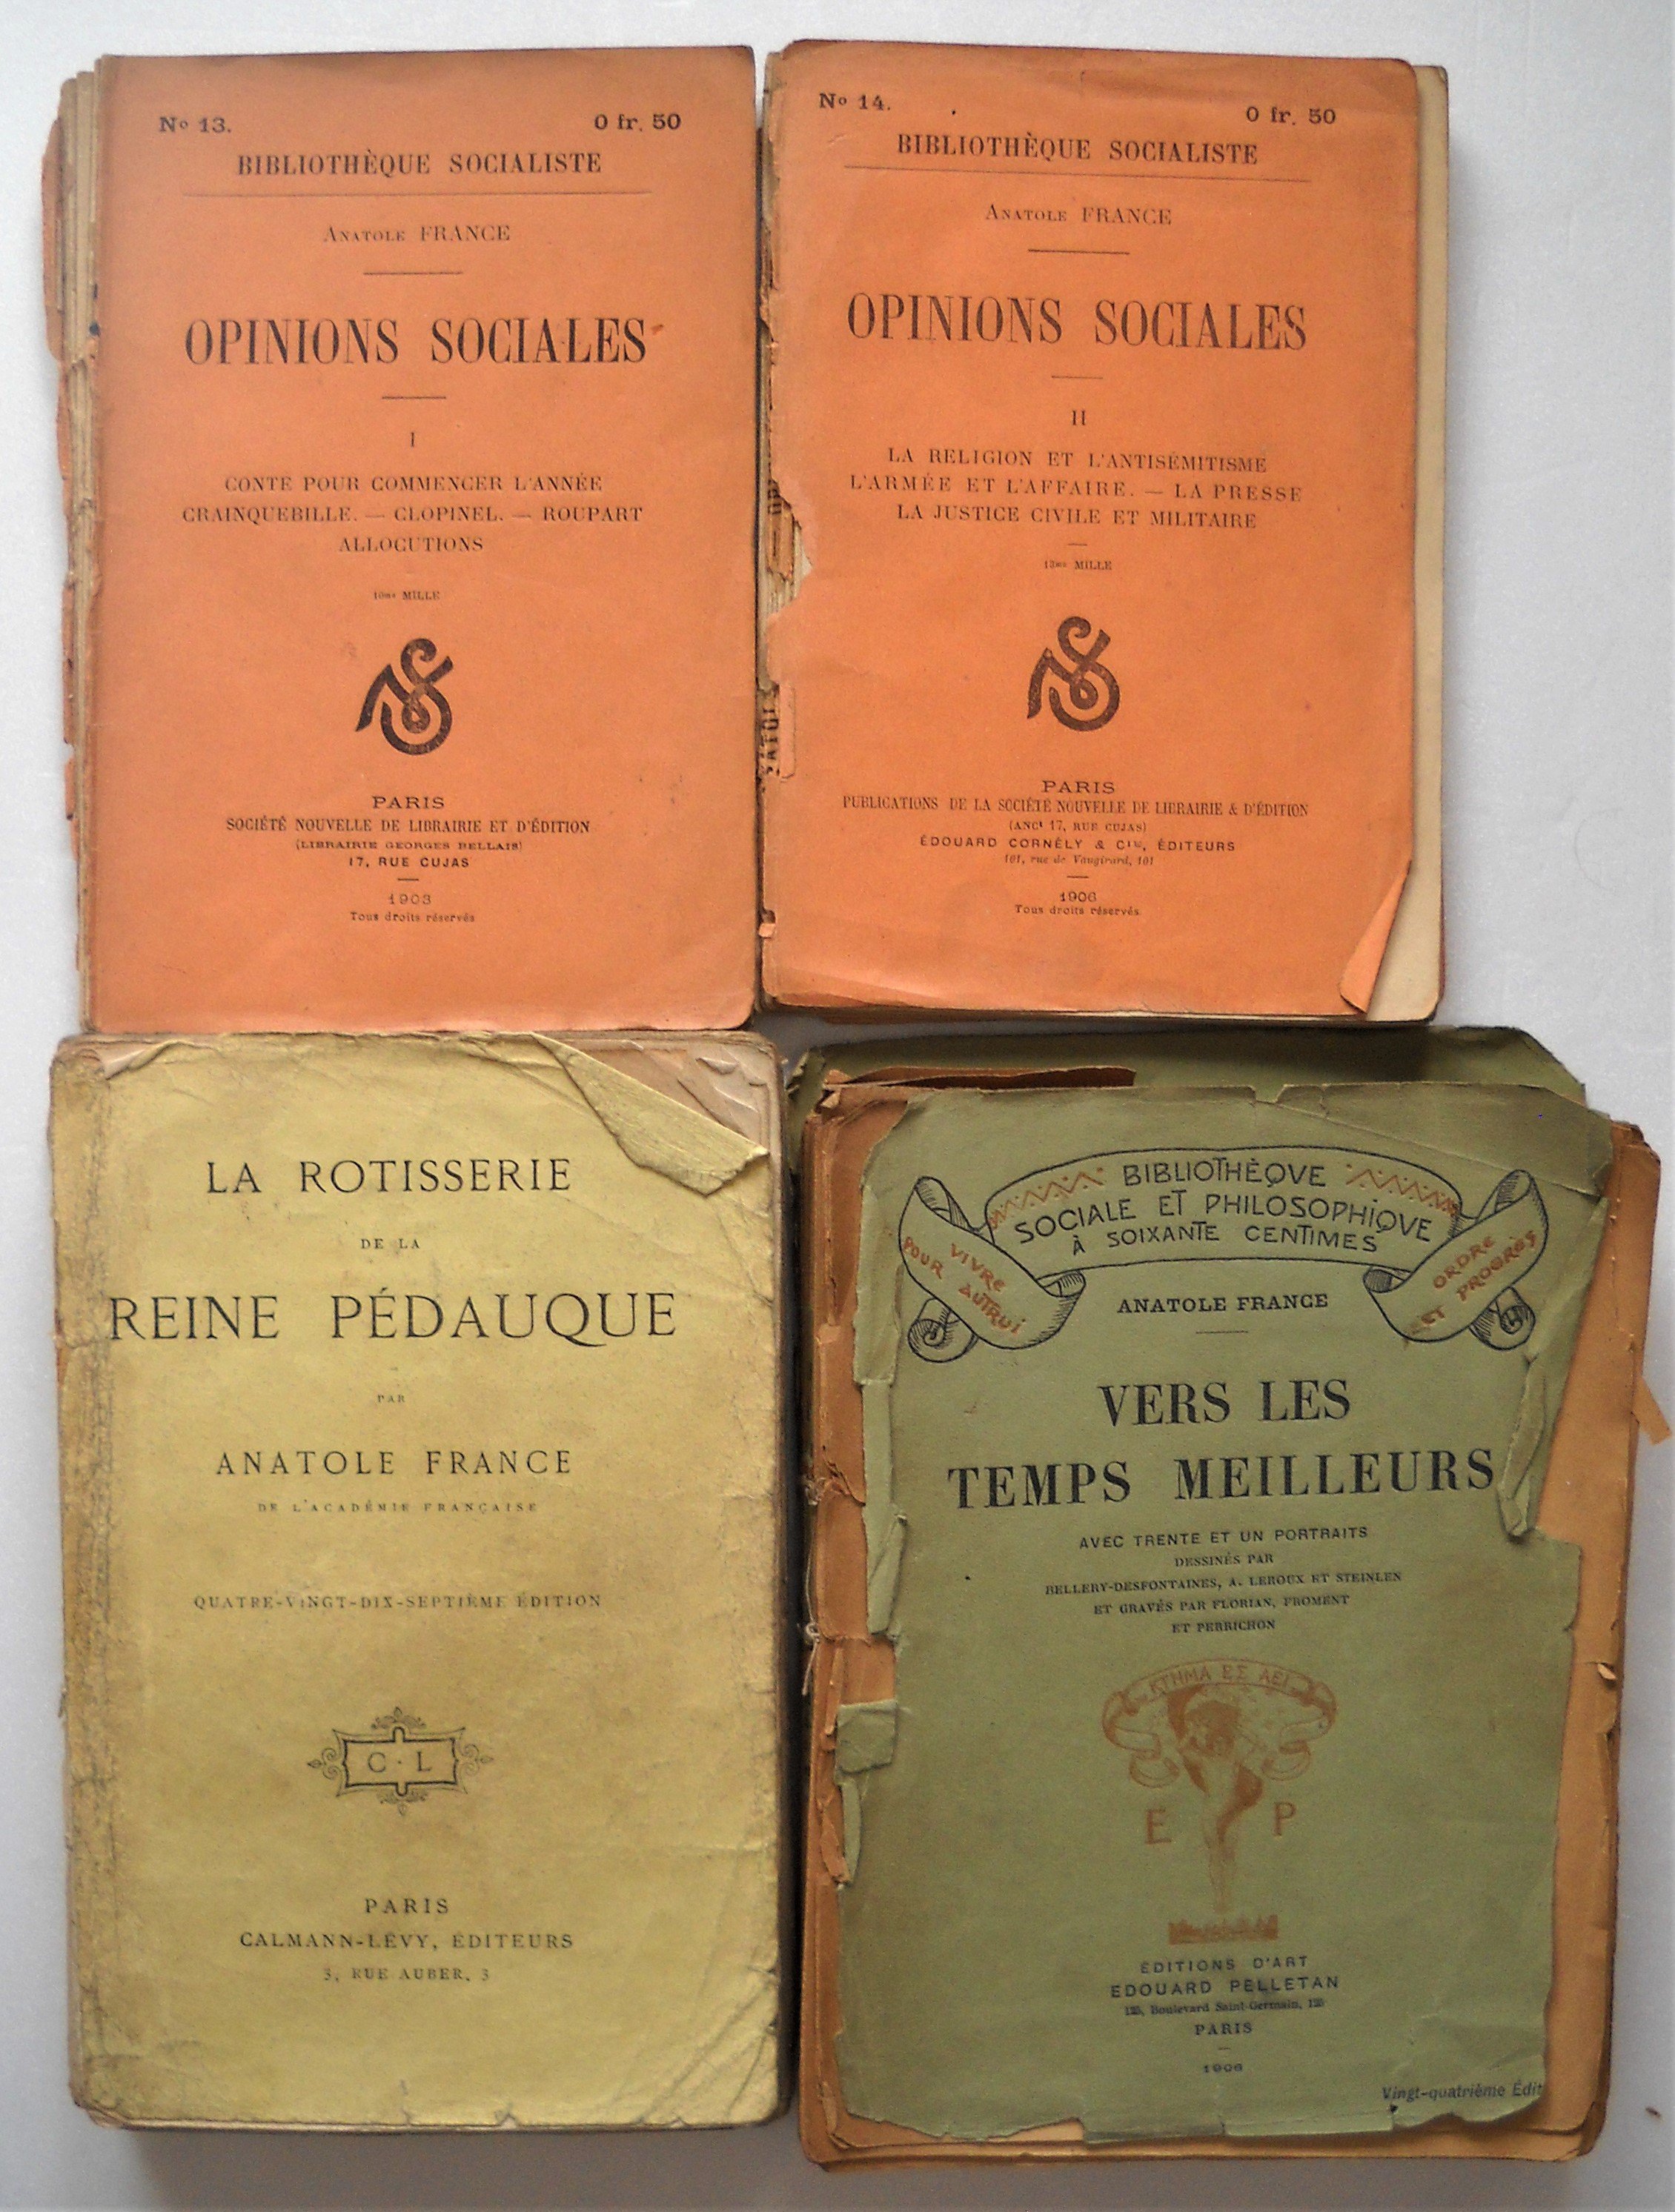 No 13.
0 fr. 50
BIBLIOTHÈQUE SOCIALISTE
ANATOLE FRANCE
OPINIONS SOCIALES
I
CONTE POUR COMMENCER L'ANNÉE
CRAINQUEBILLE. — CLOPINEL. — ROUPART
ALLOCUTIONS
MILLE
PARIS
SOCIÉTÉ NOUVELLE DE LIBRAIRIE ET D'ÉDITION
(LIBRAIRIE GEORGES BELLAIS)
17, RUE CUJAS
1903
Tous droits réservés
No 14.
0 fr. 50
BIBLIOTHÈQUE SOCIALISTE
ANATOLE FRANCE
OPINIONS SOCIALES
II
LA RELIGION ET L'ANTISÉMITISME
L'ARMÉE ET L'AFFAIRE. — LA PRESSE
LA JUSTICE CIVILE ET MILITAIRE
13me MILLE
PARIS
PUBLICATIONS DE LA SOCIÉTÉ NOUVELLE DE LIBRAIRIE & D'ÉDITION
(ANCt 17, RUE CUJAS)
ÉDOUARD CORNÉLY & Cie, ÉDITEURS
101, rue de Vaugirard, 101
1906
Tous droits réservés
LA ROTISSERIE
DE LA
REINE PÉDAUQUE
PAR
ANATOLE FRANCE
DE L'ACADÉMIE FRANÇAISE
QUATRE-VINGT-DIX-SEPTIÈME ÉDITION
C · L
PARIS
CALMANN-LÉVY, ÉDITEURS
3, RUE AUBER, 3
BIBLIOTHÈQVE
SOCIALE ET PHILOSOPHIQVE
À SOIXANTE CENTIMES
VIVRE
POUR AUTRUI
ORDRE
ET PROGRÈS
ANATOLE FRANCE
VERS LES
TEMPS MEILLEURS
AVEC TRENTE ET UN PORTRAITS
DESSINÉS PAR
BELLERY-DESFONTAINES, A. LEROUX ET STEINLEN
ET GRAVÉS PAR FLORIAN, FROMENT
ET PERRICHON
ΚΤΗΜΑ ΕΣ ΑΕΙ
E P
ÉDITIONS D'ART
EDOUARD PELLETAN
125, Boulevard Saint-Germain, 125
PARIS
1906
Vingt-quatrième Édit